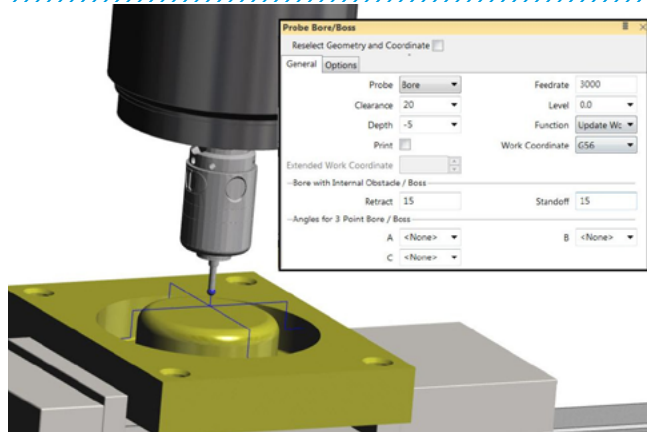 Probe Bore/Boss
Reselect Geometry and Coordinate
General Options
Probe Bore Feedrate 3000
Clearance 20 Level 0.0
Depth -5 Function Update Wc
Print Work Coordinate G56
Extended Work Coordinate
Bore with Internal Obstacle / Boss
Retract 15 Standoff 15
Angles for 3 Point Bore / Boss
A <None> B <None>
C <None>